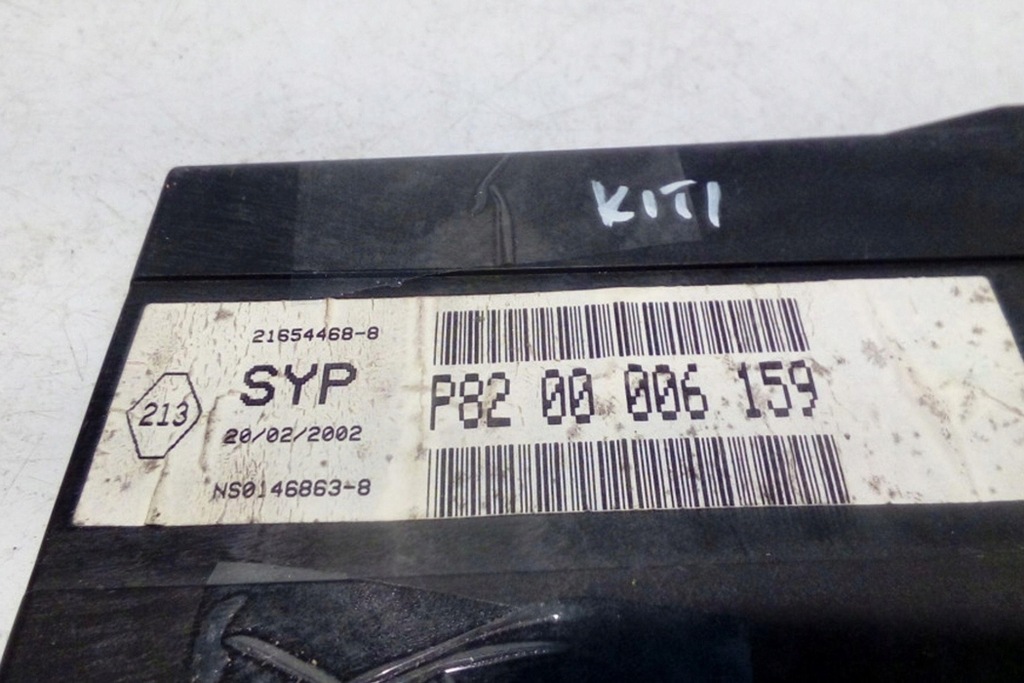 KITI
21654468-8
213
SYP
20/02/2002
NS0146863-8
P82 00 006 159